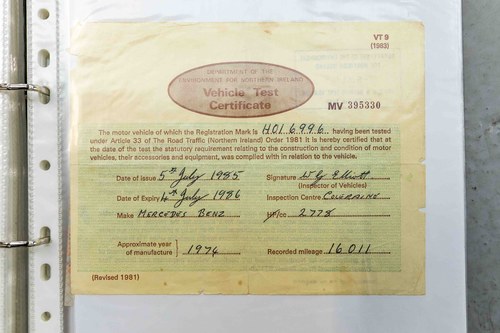 VT 9
(1983)
DEPARTMENT OF THE
ENVIRONMENT FOR NORTHERN IRELAND
Vehicle Test
Certificate
MV 395330
The motor vehicle of which the Registration Mark is HOI 6996 having been tested
under Article 33 of The Road Traffic (Northern Ireland) Order 1981 it is hereby certified that at
the date of the test the statutory requirement relating to the construction and condition of motor
vehicles, their accessories and equipment, was complied with in relation to the vehicle.
Date of issue 5th July 1985 Signature Elliott
(Inspector of Vehicles)
Date of Expiry 4th July 1986 Inspection Centre COLERAINE
Make MERCEDES BENZ HP/cc 2778
Approximate year
of manufacture 1974 Recorded mileage 16011
(Revised 1981)